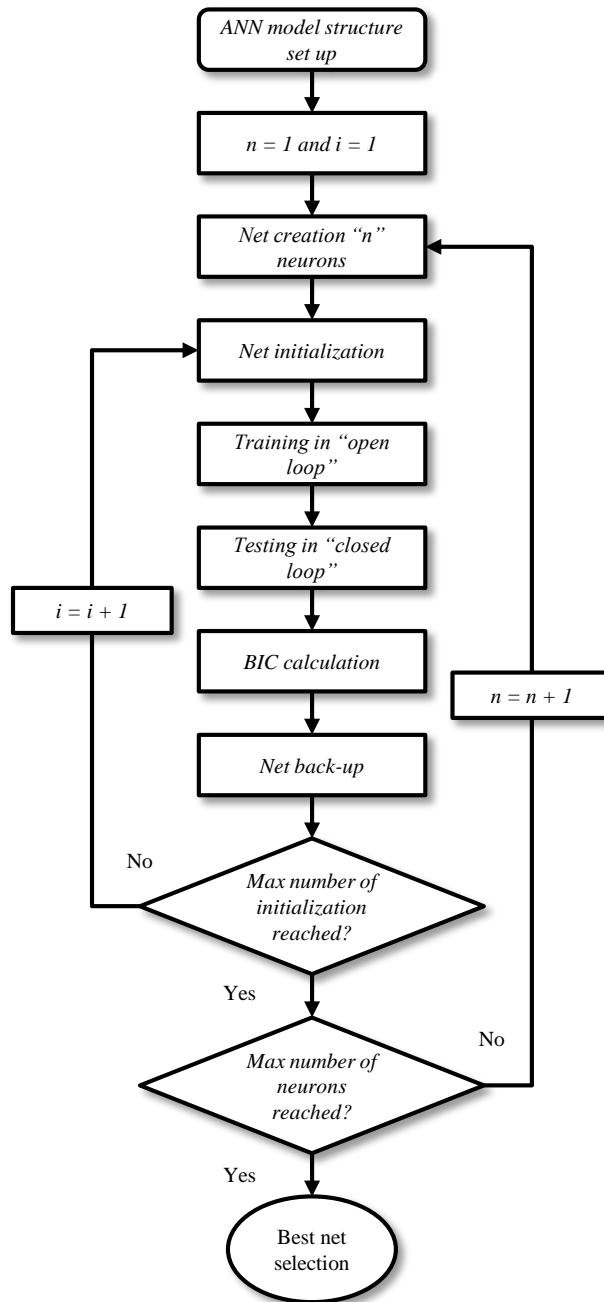 ANN model structure
set up
n = 1 and i = 1
Net creation “n”
neurons
Net initialization
Training in “open
loop”
Testing in “closed
loop”
i = i + 1
BIC calculation
n = n + 1
Net back-up
No
Max number of
initialization
reached?
Yes
No
Max number of
neurons
reached?
Yes
Best net
selection